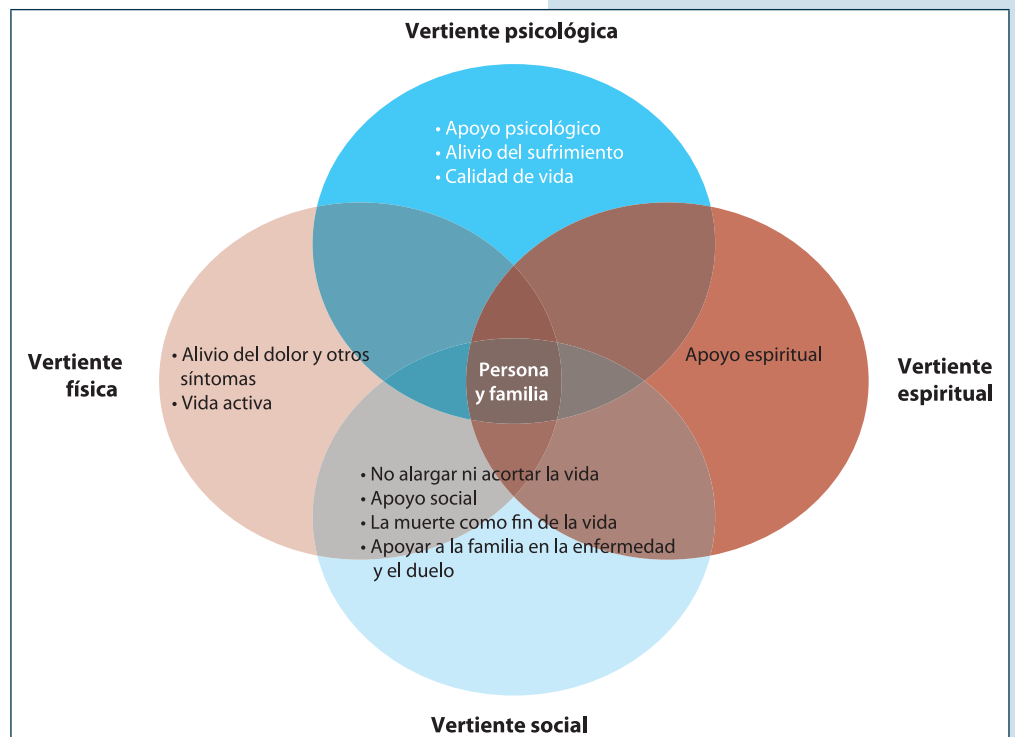 Vertiente psicológica
• Apoyo psicológico
• Alivio del sufrimiento
• Calidad de vida
Vertiente
física
• Alivio del dolor y otros
síntomas
• Vida activa
Persona
y familia
Apoyo espiritual
Vertiente
espiritual
• No alargar ni acortar la vida
• Apoyo social
• La muerte como fin de la vida
• Apoyar a la familia en la enfermedad
y el duelo
Vertiente social